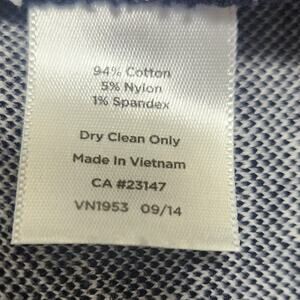 94% Cotton
5% Nylon
1% Spandex
Dry Clean Only
Made In Vietnam
CA #23147
VN1953 09/14